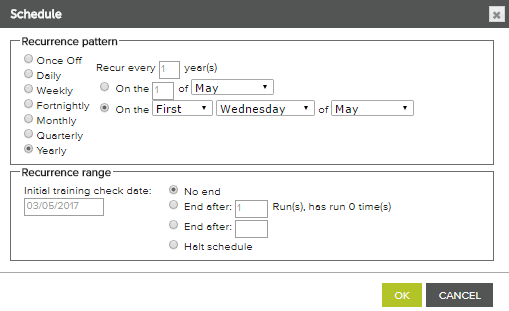 Schedule
Recurrence pattern
Once Off
Daily
Weekly
Fortnightly
Monthly
Quarterly
Yearly
Recur every 1 year(s)
On the 1 of May
On the First Wednesday of May
Recurrence range
Initial training check date:
03/05/2017
No end
End after: 1 Run(s), has run 0 time(s)
End after:
Halt schedule
OK CANCEL